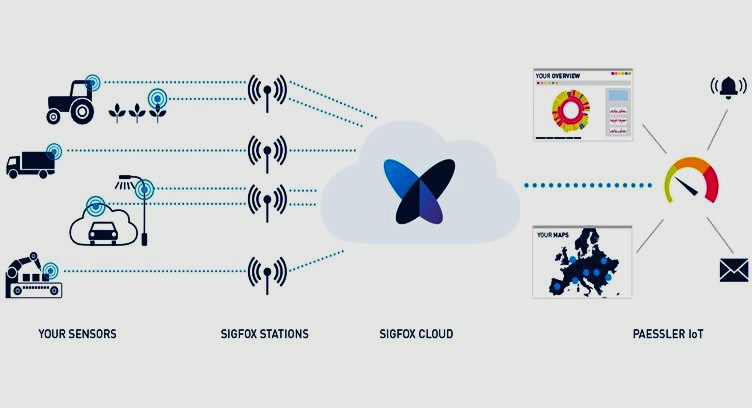 YOUR OVERVIEW
YOUR MAPS
YOUR SENSORS
SIGFOX STATIONS
SIGFOX CLOUD
PAESSLER IoT